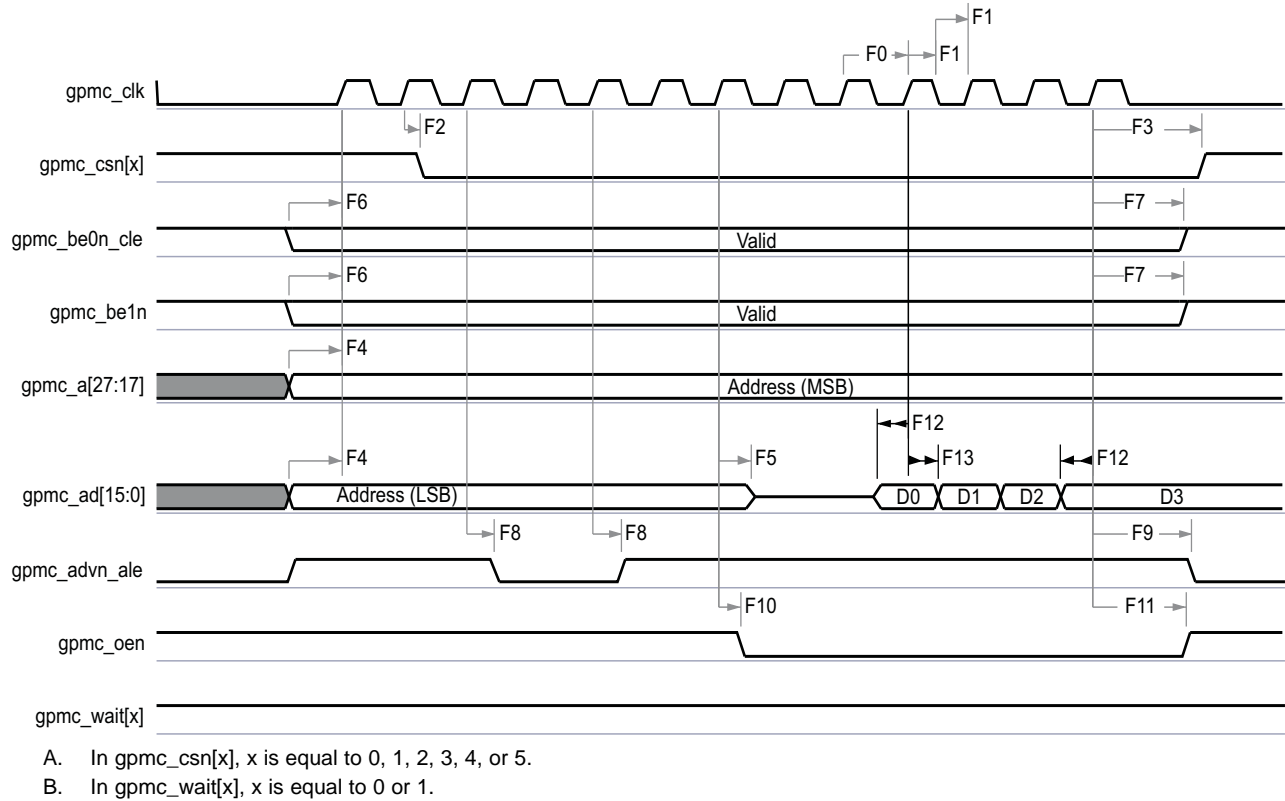 F1
F0 F1
gpmc_clk
F2 F3
gpmc_csn[x]
F6 F7
gpmc_be0n_cle Valid
F6 F7
gpmc_be1n Valid
F4
gpmc_a[27:17] Address (MSB)
F12
F4 F5 F13 F12
gpmc_ad[15:0] Address (LSB) D0 D1 D2 D3
F8 F8 F9
gpmc_advn_ale
F10 F11
gpmc_oen
gpmc_wait[x]
A. In gpmc_csn[x], x is equal to 0, 1, 2, 3, 4, or 5.
B. In gpmc_wait[x], x is equal to 0 or 1.